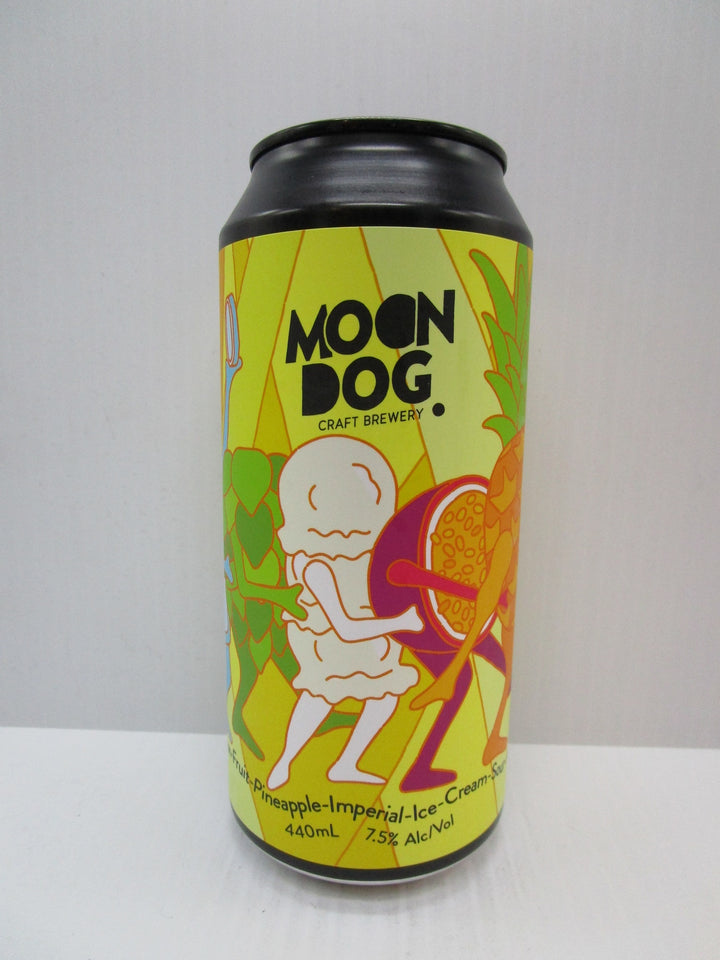 MOON
DOG.
CRAFT BREWERY
Fruit-Pineapple-Imperial-Ice-Cream-Sour
440mL 7.5% Alc/Vol